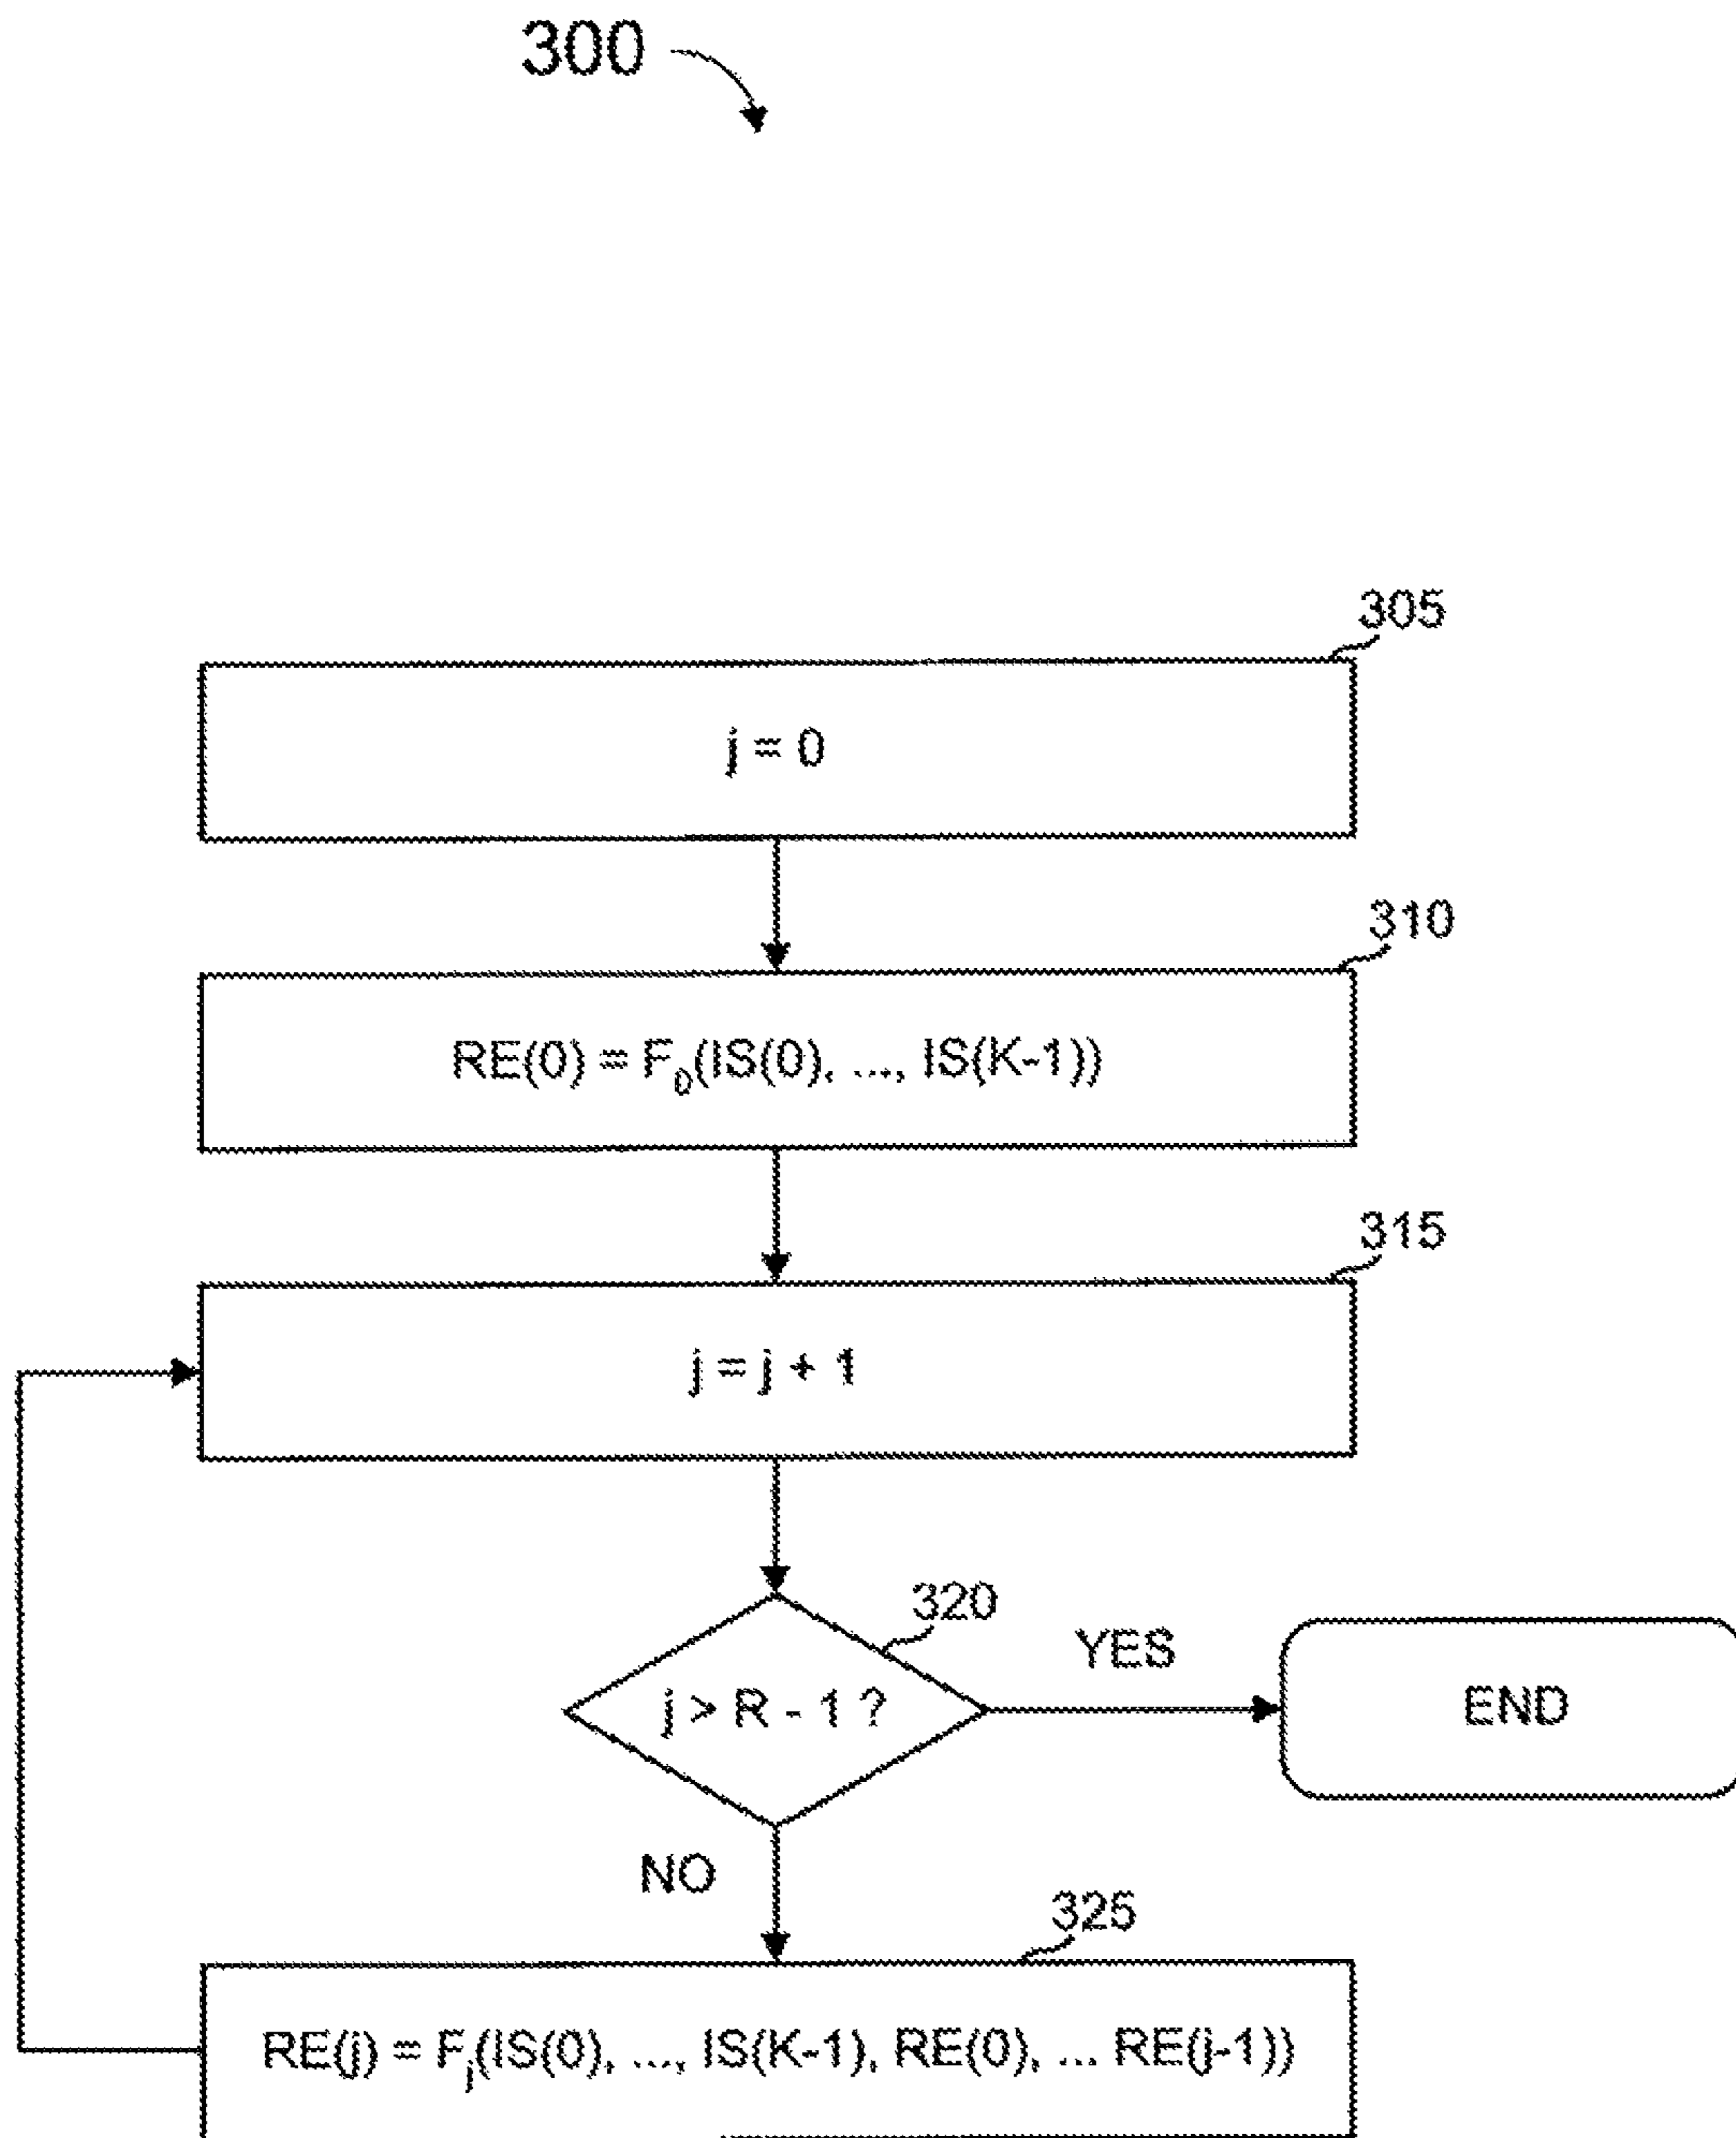 300
305
j = 0
310
RE(0) = F₀(IS(0), ..., IS(K-1))
315
j = j + 1
320
j > R - 1 ?
YES
END
NO
325
RE(j) = Fⱼ(IS(0), ..., IS(K-1), RE(0), ... RE(j-1))